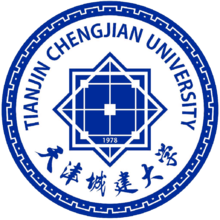 TIANJIN CHENGJIAN UNIVERSITY
1978
天津城建大学